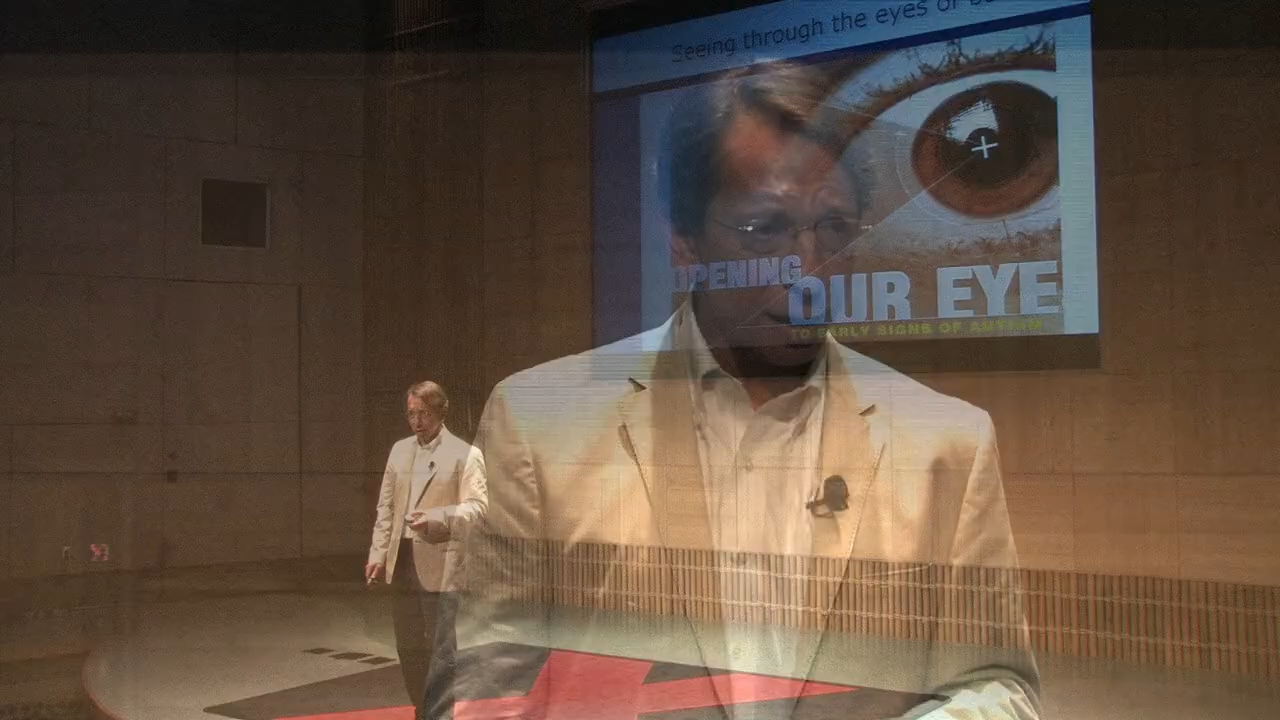 Seeing through the eyes of
OPENING
OUR EYE
TO EARLY SIGNS OF AUTISM